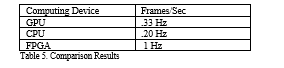 Computing Device Frames/Sec
GPU .33 Hz
CPU .20 Hz
FPGA 1 Hz
Table 5. Comparison Results